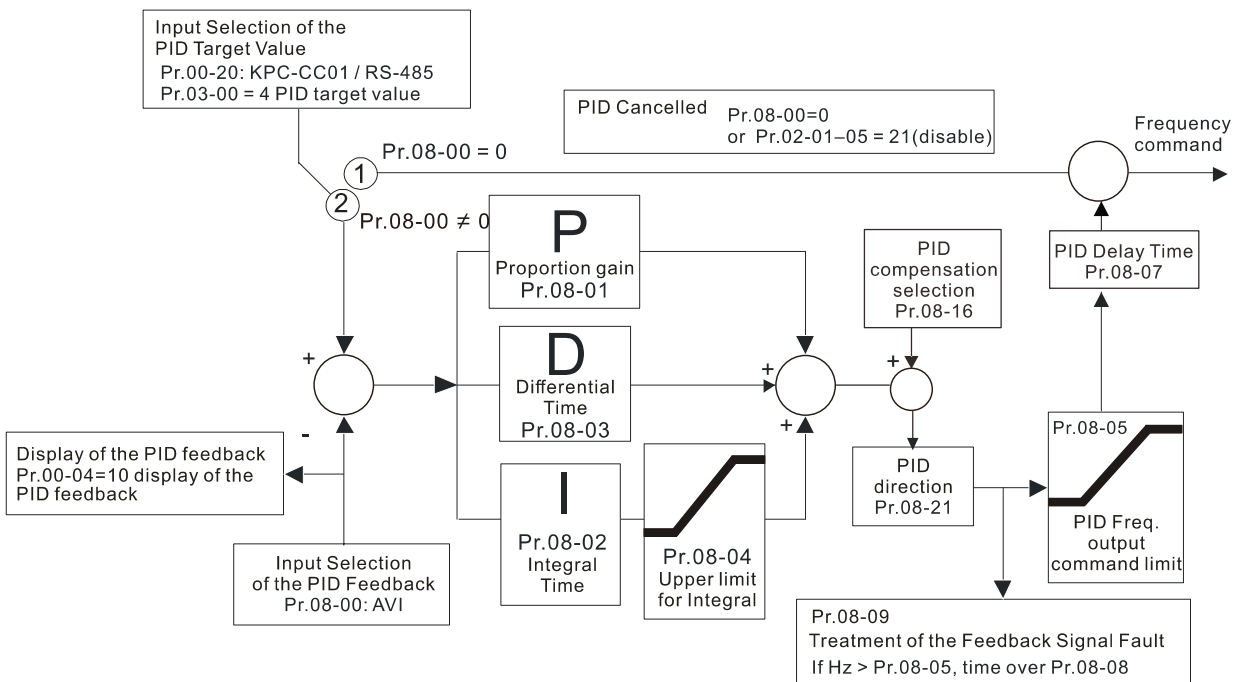 Input Selection of the
PID Target Value
Pr.00-20: KPC-CC01 / RS-485
Pr.03-00 = 4 PID target value
PID Cancelled
Pr.08-00=0
or Pr.02-01–05 = 21(disable)
Frequency
command
1
Pr.08-00 = 0
2
Pr.08-00 ≠ 0
P
Proportion gain
Pr.08-01
PID
compensation
selection
Pr.08-16
PID Delay Time
Pr.08-07
+
-
D
Differential
Time
Pr.08-03
+
+
+
Display of the PID feedback
Pr.00-04=10 display of the
PID feedback
I
Pr.08-02
Integral
Time
Pr.08-04
Upper limit
for Integral
PID
direction
Pr.08-21
Pr.08-05
PID Freq.
output
command limit
Input Selection
of the PID Feedback
Pr.08-00: AVI
Pr.08-09
Treatment of the Feedback Signal Fault
If Hz > Pr.08-05, time over Pr.08-08